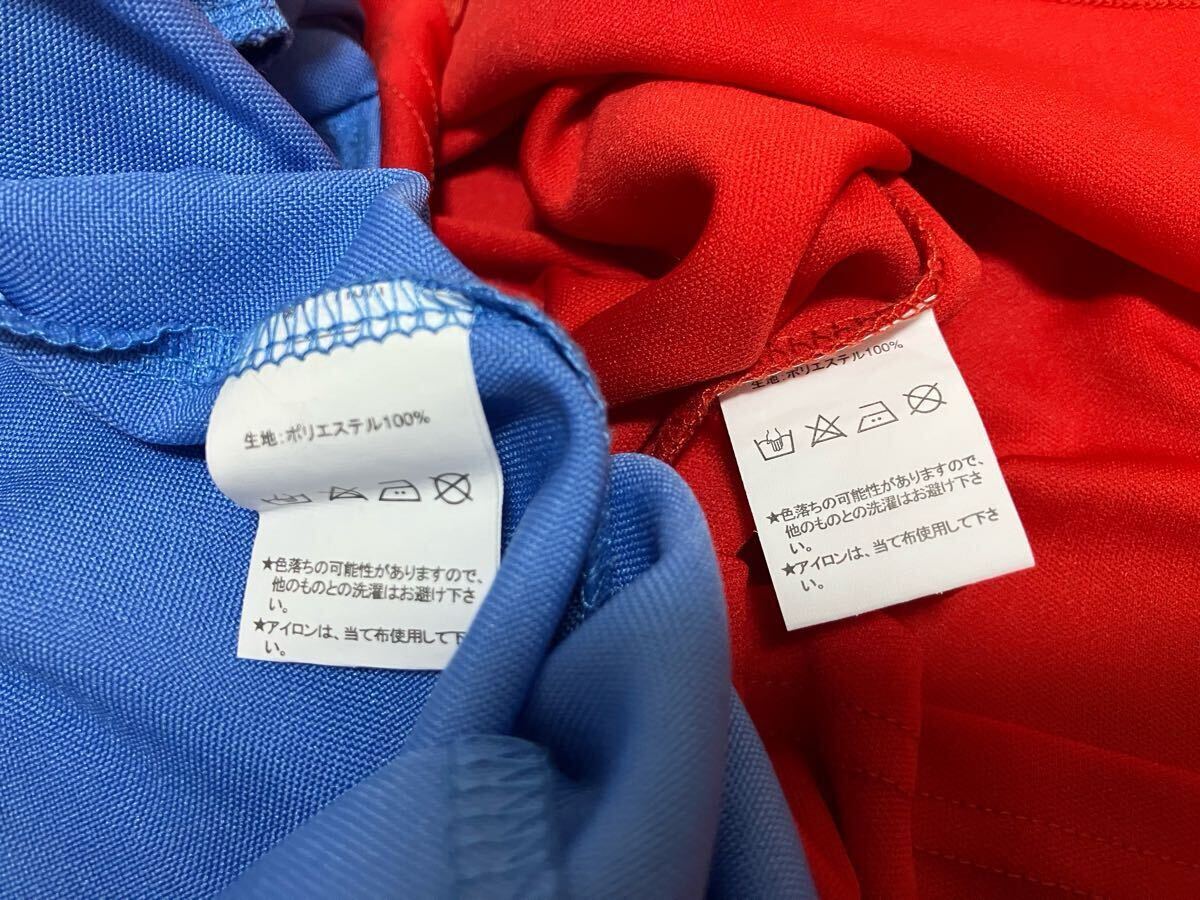 生地:ポリエステル100%
★色落ちの可能性がありますので、
他のものとの洗濯はお避け下さ
い。
★アイロンは、当て布使用して下
い。
生地:ポリエステル100%
★色落ちの可能性がありますので、
他のものとの洗濯はお避け下さ
い。
★アイロンは、当て布使用して下さ
い。